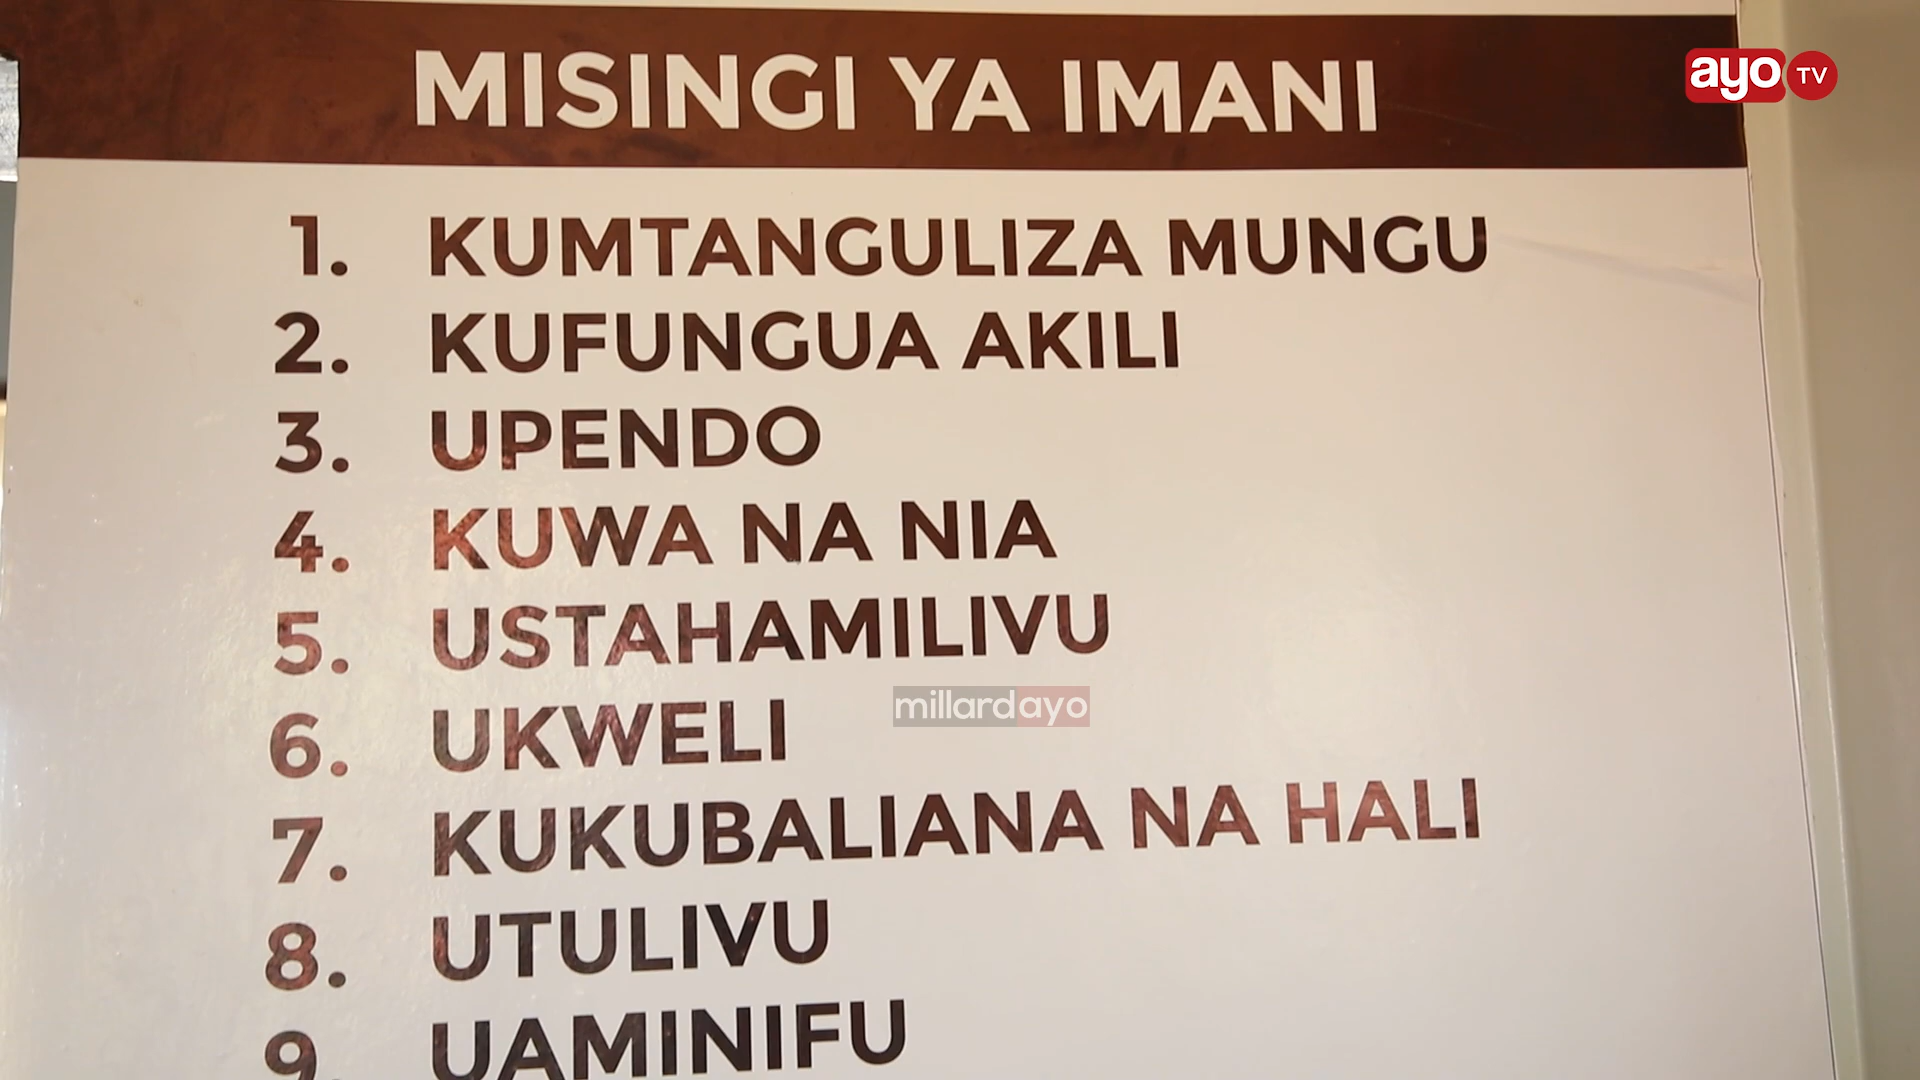 MISINGI YA IMANI
ayo TV
1. KUMTANGULIZA MUNGU
2. KUFUNGUA AKILI
3. UPENDO
4. KUWA NA NIA
5. USTAHAMILIVU
millardayo
6. UKWELI
7. KUKUBALIANA NA HALI
8. UTULIVU
9. UAMINIFU